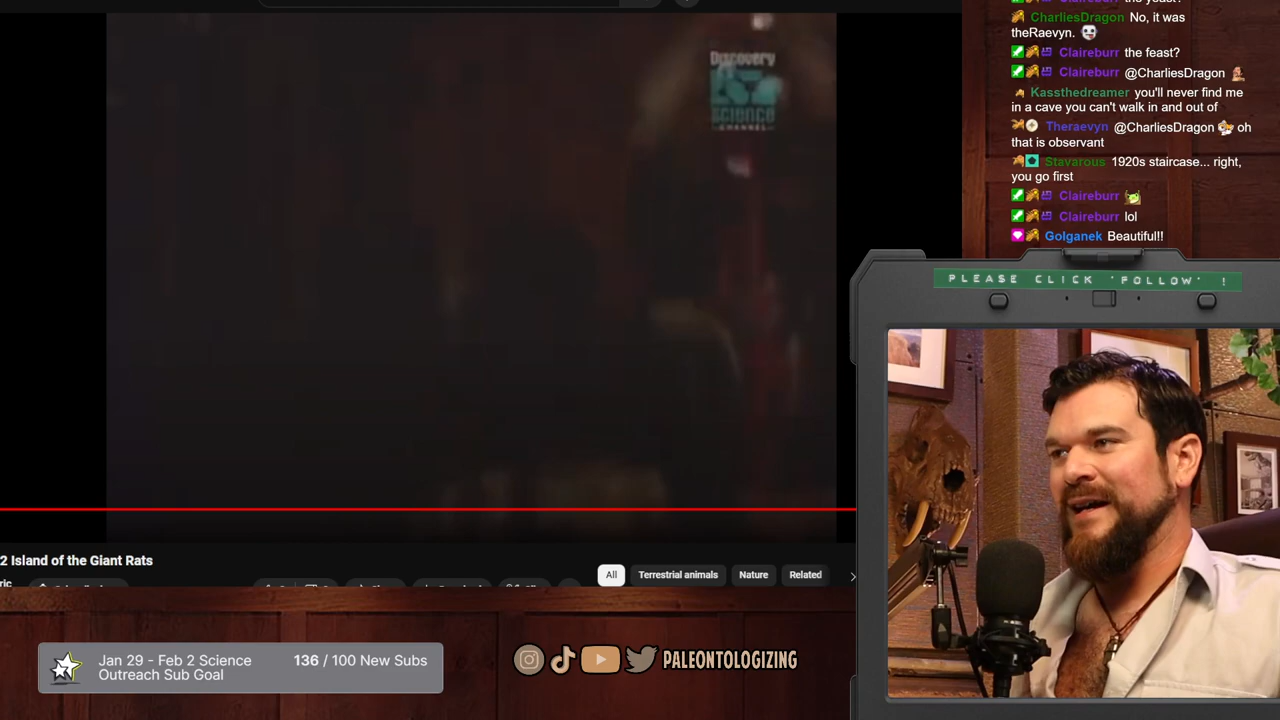 CharliesDragon No, it was
theRaevyn.
Claireburr the feast?
Claireburr @CharliesDragon
Kassthedreamer you'll never find me
in a cave you can't walk in and out of
Theraevyn @CharliesDragon oh
that is observant
Stavarous 1920s staircase... right,
you go first
Claireburr
Claireburr lol
Golganek Beautiful!!!
PLEASE CLICK 'FOLLOW' !
Discovery
SCIENCE
CHANNEL
2 Island of the Giant Rats
All Terrestrial animals Nature Related
Jan 29 - Feb 2 Science
Outreach Sub Goal
136 / 100 New Subs
PALEONTOLOGIZING